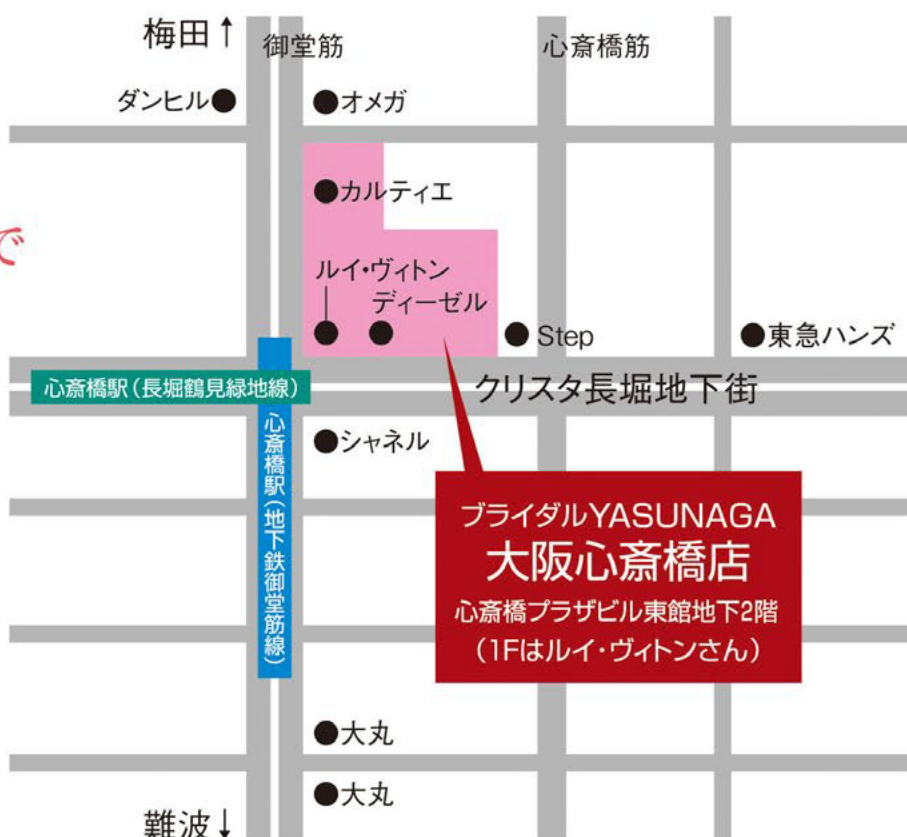 梅田↑
御堂筋
心斎橋筋
ダンヒル●
●オメガ
●カルティエ
で
ルイ・ヴィトン
ディーゼル
●Step
●東急ハンズ
心斎橋駅（長堀鶴見緑地線）
クリスタ長堀地下街
心斎橋駅（地下鉄御堂筋線）
●シャネル
ブライダルYASUNAGA
大阪心斎橋店
心斎橋プラザビル東館地下2階
（1Fはルイ・ヴィトンさん）
●大丸
●大丸
難波↓